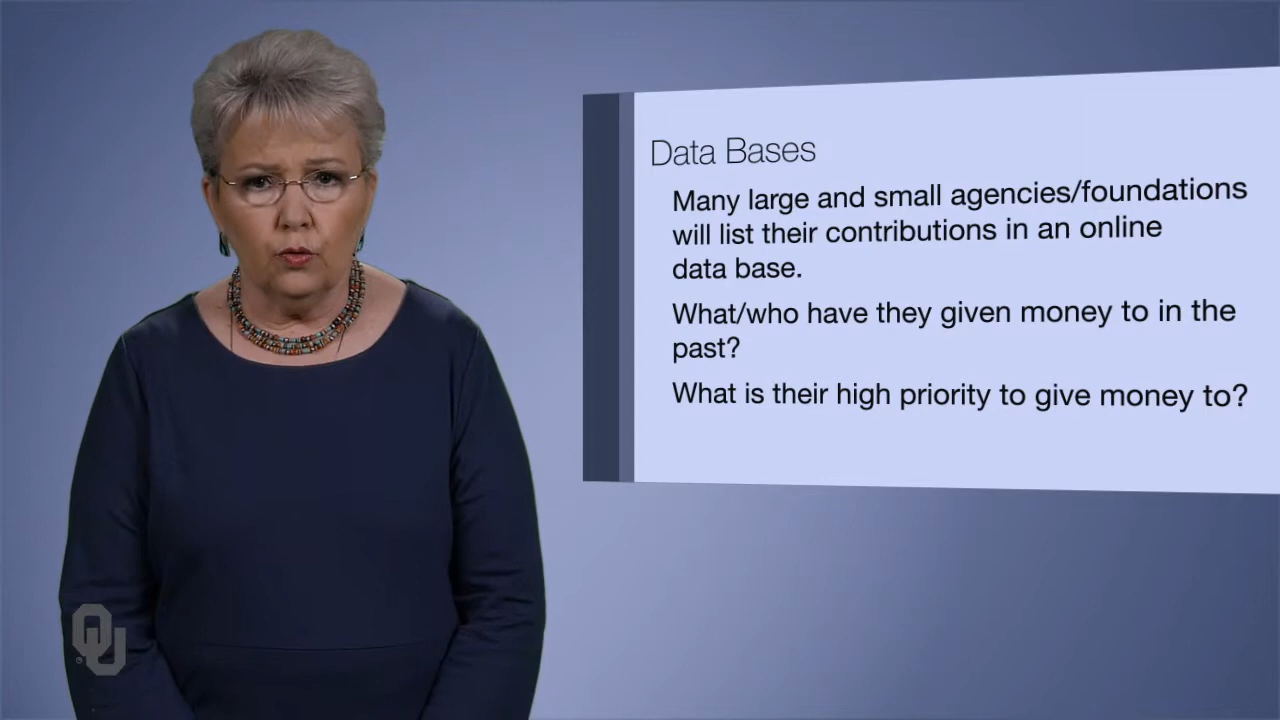 Data Bases
Many large and small agencies/foundations
will list their contributions in an online
data base.
What/who have they given money to in the
past?
What is their high priority to give money to?
OU